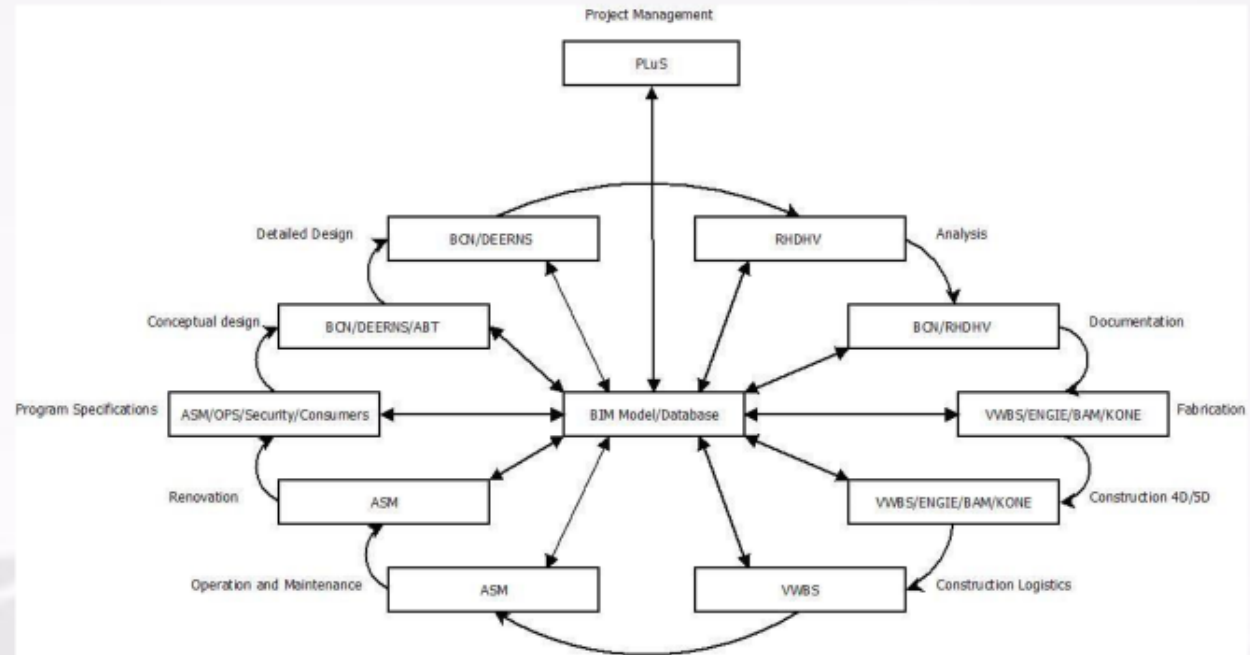 Project Management
PLuS
Detailed Design
BCN/DEERNS
RHDHV
Analysis
Conceptual design
BCN/DEERNS/ABT
BCN/RHDHV
Documentation
Program Specifications
ASM/OPS/Security/Consumers
BIM Model/Database
VWBS/ENGIE/BAM/KONE
Fabrication
Renovation
ASM
VWBS/ENGIE/BAM/KONE
Construction 4D/5D
Operation and Maintenance
ASM
VWBS
Construction Logistics